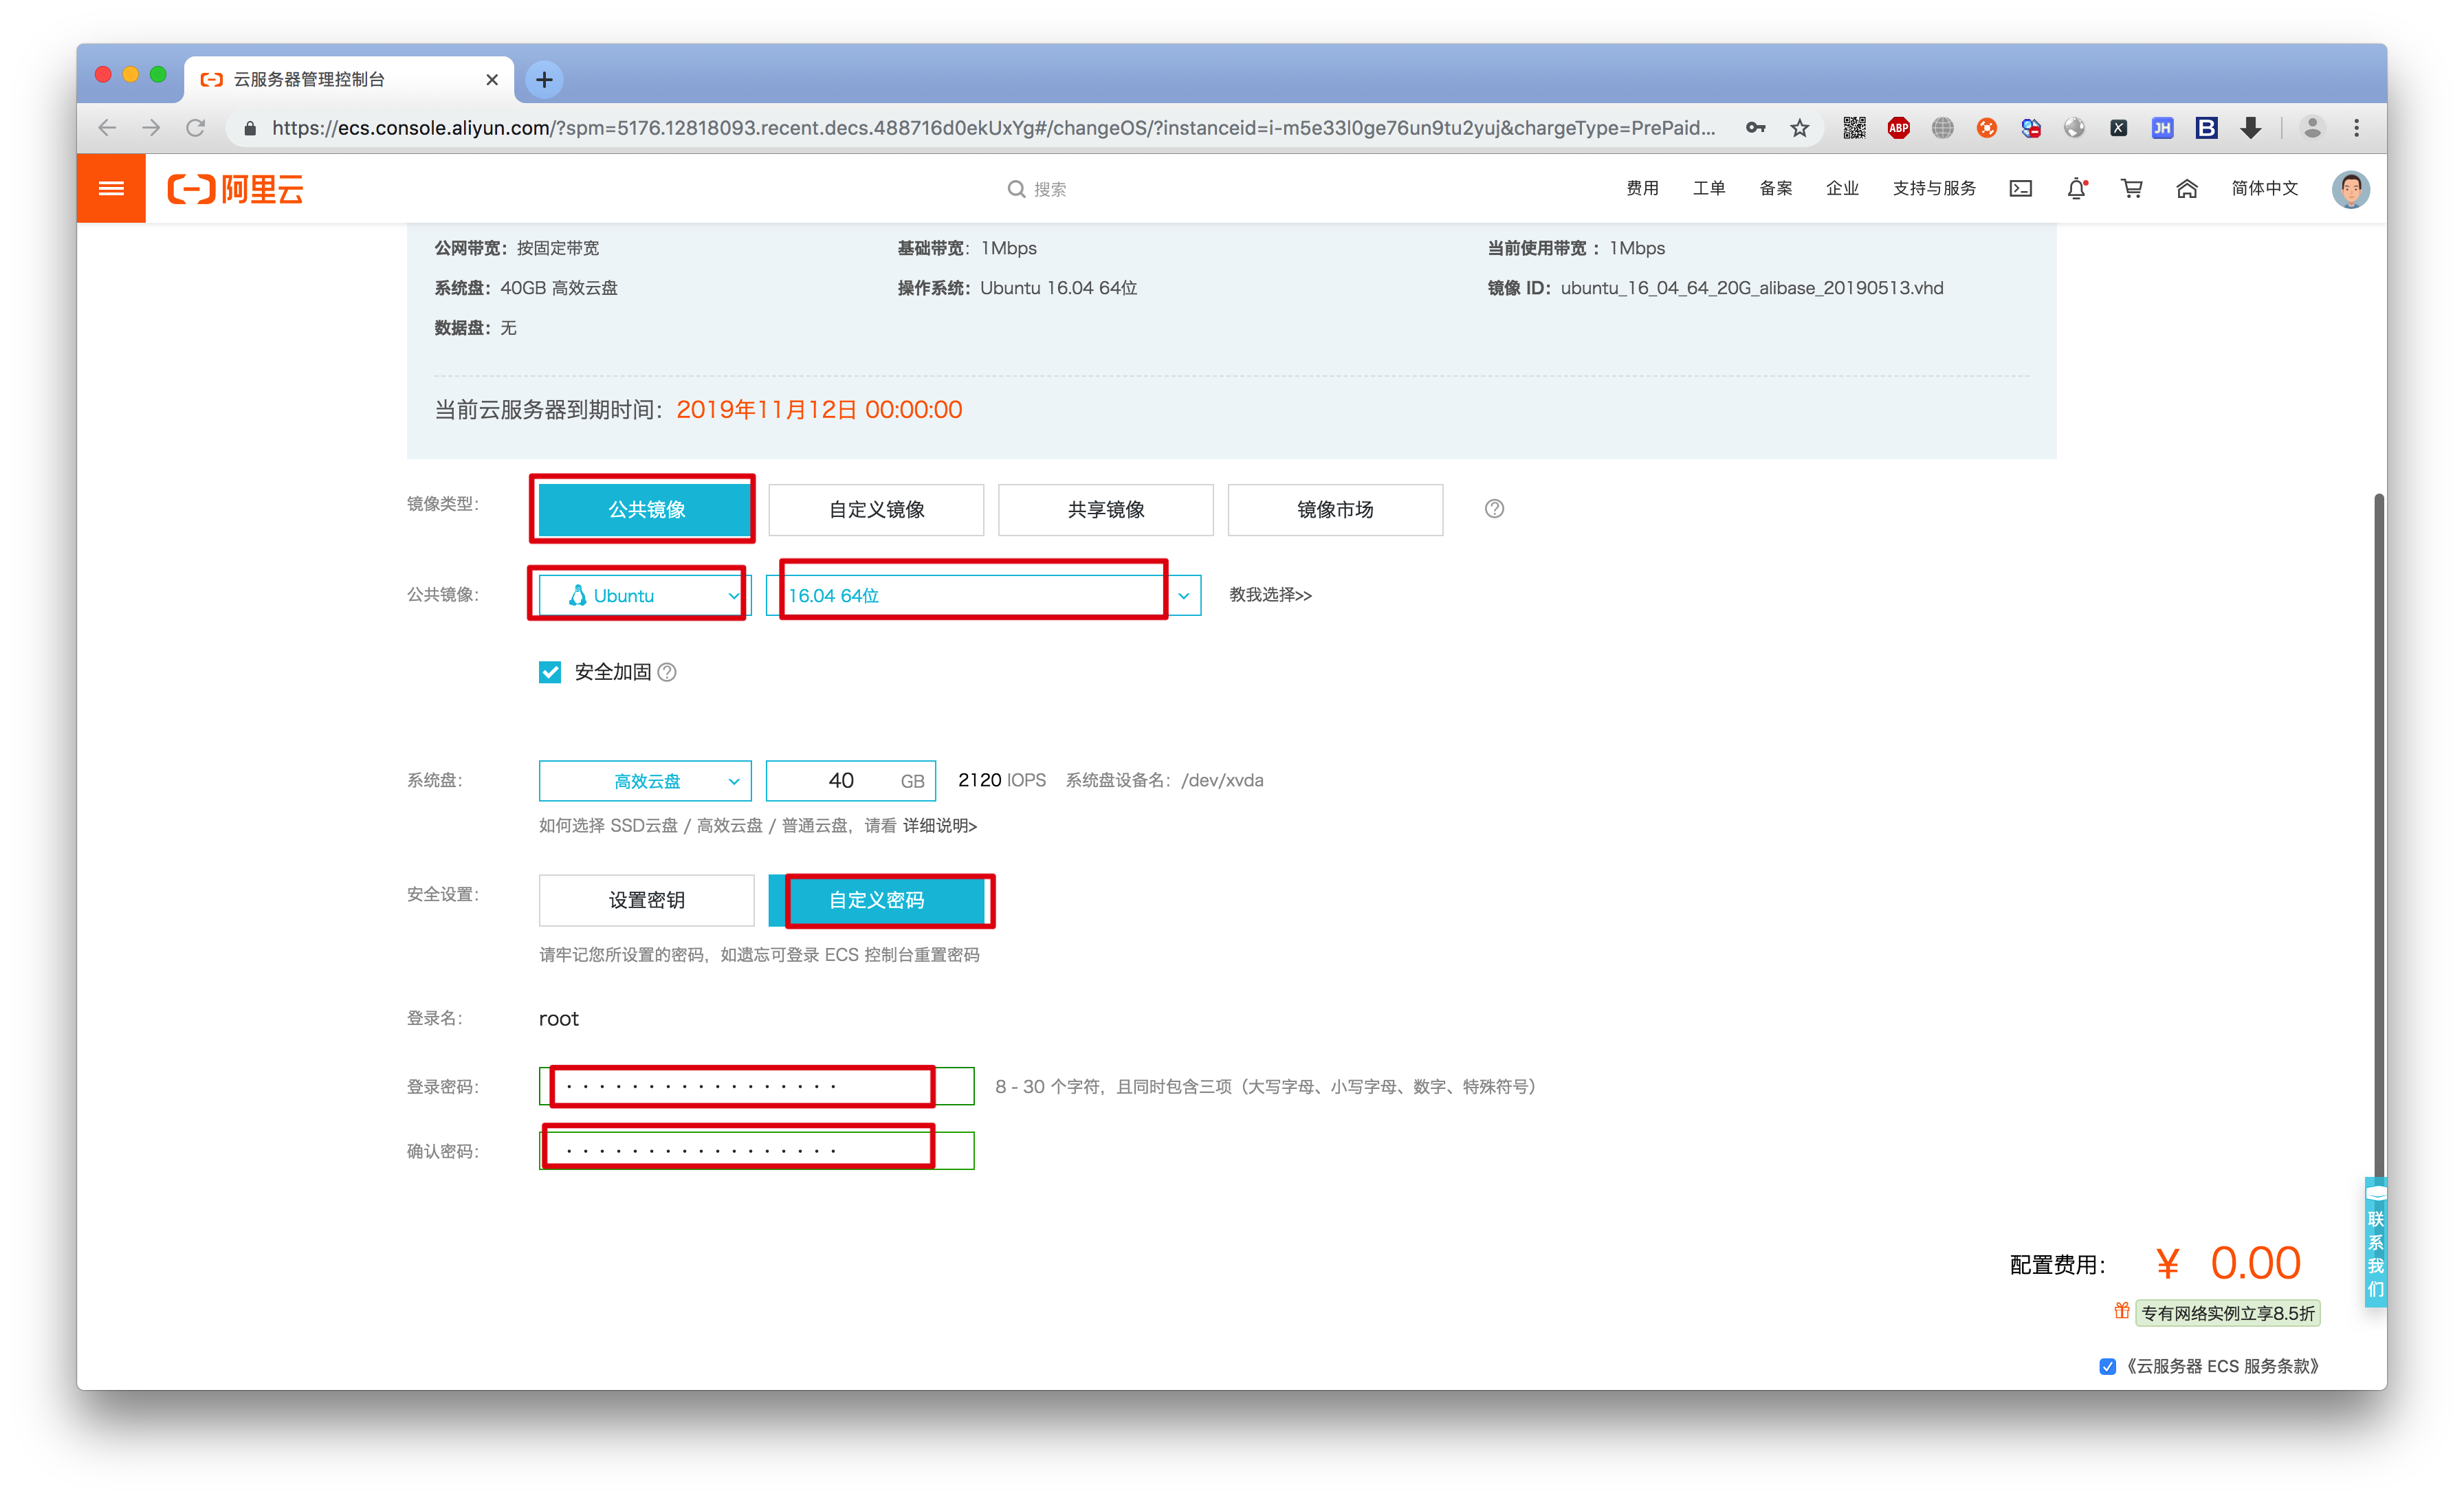 云服务器管理控制台
https://ecs.console.aliyun.com/?spm=5176.12818093.recent.decs.488716d0ekUxYg#/changeOS/?instanceid=i-m5e33l0ge76un9tu2yuj&chargeType=PrePaid...
ABP
JH
B
阿里云
搜索
费用 工单 备案 企业 支持与服务 简体中文
公网带宽：按固定带宽 基础带宽：1Mbps 当前使用带宽：1Mbps
系统盘：40GB 高效云盘 操作系统：Ubuntu 16.04 64位 镜像 ID：ubuntu_16_04_64_20G_alibase_20190513.vhd
数据盘：无
当前云服务器到期时间：2019年11月12日 00:00:00
镜像类型： 公共镜像 自定义镜像 共享镜像 镜像市场 ?
公共镜像： Ubuntu 16.04 64位 教我选择>>
安全加固 ?
系统盘： 高效云盘 40 GB 2120 IOPS 系统盘设备名：/dev/xvda
如何选择 SSD云盘 / 高效云盘 / 普通云盘，请看 详细说明>
安全设置： 设置密钥 自定义密码
请牢记您所设置的密码，如遗忘可登录 ECS 控制台重置密码
登录名： root
登录密码： ················· 8 - 30 个字符，且同时包含三项（大写字母、小写字母、数字、特殊符号）
确认密码： ·················
联系我们
配置费用： ¥ 0.00
专有网络实例立享8.5折
《云服务器 ECS 服务条款》